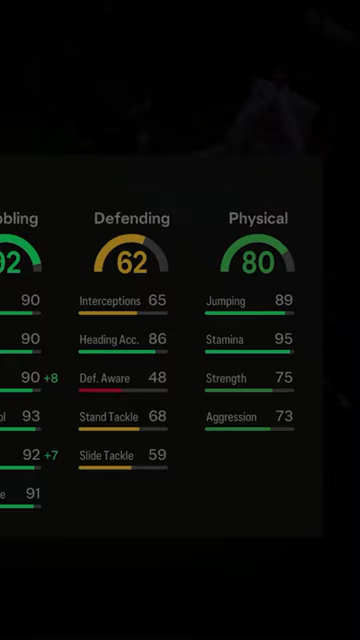 bbling Defending Physical
92 62 80
90 Interceptions 65 Jumping 89
90 Heading Acc. 86 Stamina 95
90 +8 Def. Aware 48 Strength 75
ol 93 Stand Tackle 68 Aggression 73
92 +7 Slide Tackle 59
e 91